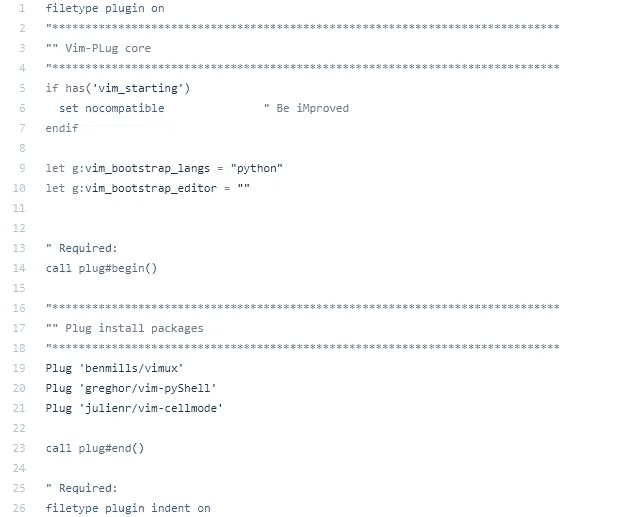 1 filetype plugin on
2 "*****************************************************************************
3 "" Vim-PLug core
4 "*****************************************************************************
5 if has('vim_starting')
6 set nocompatible " Be iMproved
7 endif
8
9 let g:vim_bootstrap_langs = "python"
10 let g:vim_bootstrap_editor = ""
11
12
13 " Required:
14 call plug#begin()
15
16 "*****************************************************************************
17 "" Plug install packages
18 "*****************************************************************************
19 Plug 'benmills/vimux'
20 Plug 'greghor/vim-pyShell'
21 Plug 'julienr/vim-cellmode'
22
23 call plug#end()
24
25 " Required:
26 filetype plugin indent on